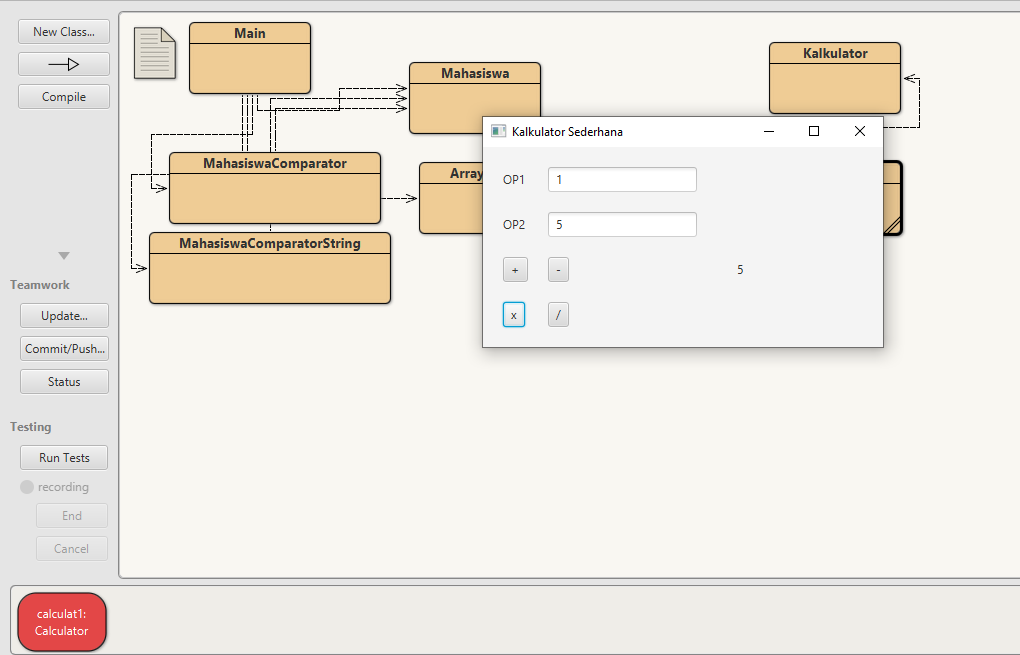 New Class...
Compile
Teamwork
Update...
Commit/Push...
Status
Testing
Run Tests
recording
End
Cancel
Main
Mahasiswa
Kalkulator
MahasiswaComparator
Array
MahasiswaComparatorString
Kalkulator Sederhana
OP1
1
OP2
5
+ -
5
x /
calculat1:
Calculator